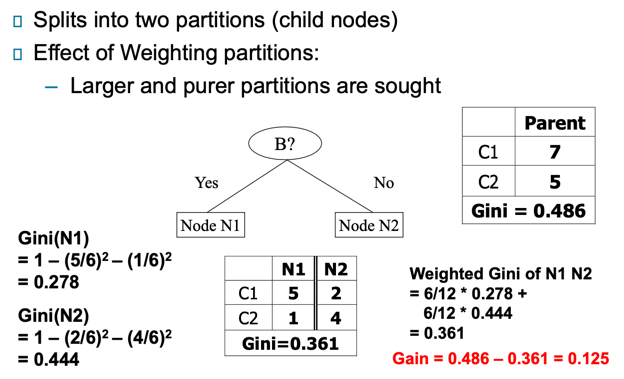 Splits into two partitions (child nodes)
Effect of Weighting partitions:
– Larger and purer partitions are sought
B?
Yes No
Node N1 Node N2
Parent
C1 7
C2 5
Gini = 0.486
Gini(N1)
= 1 – (5/6)² – (1/6)²
= 0.278
Gini(N2)
= 1 – (2/6)² – (4/6)²
= 0.444
N1 N2
C1 5 2
C2 1 4
Gini=0.361
Weighted Gini of N1 N2
= 6/12 * 0.278 +
6/12 * 0.444
= 0.361
Gain = 0.486 – 0.361 = 0.125